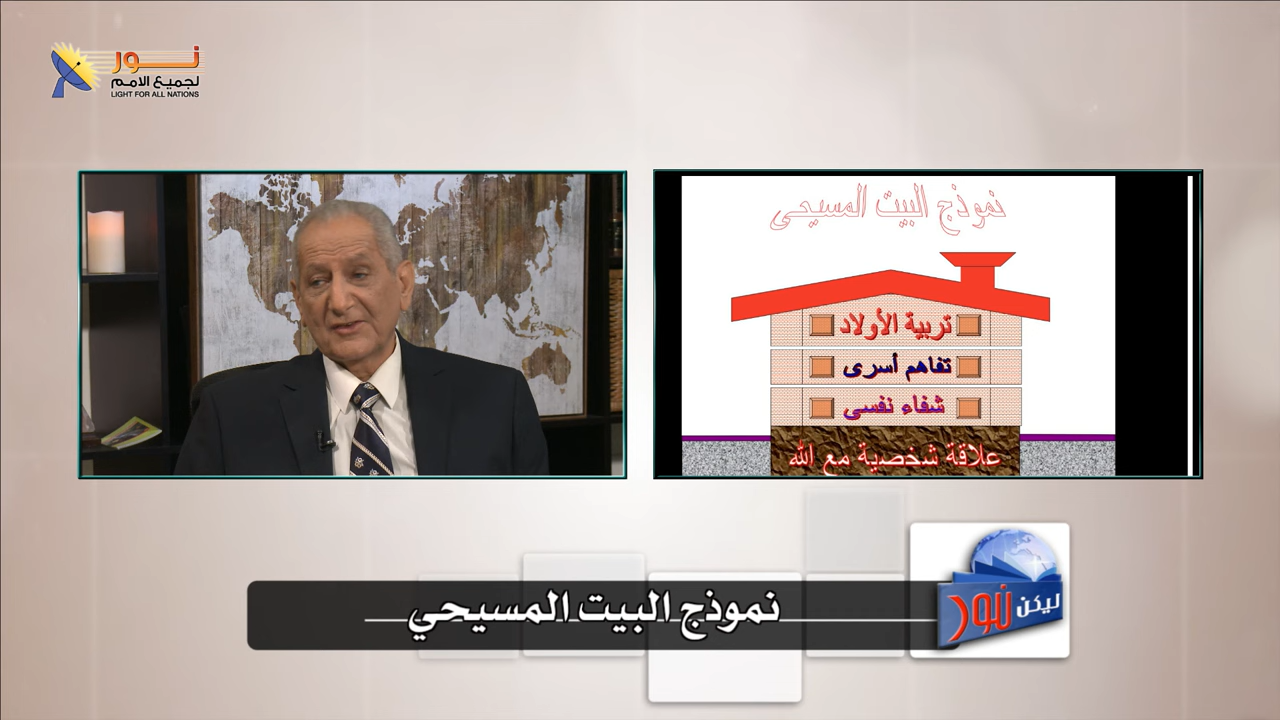 نور
لجميع الامم
LIGHT FOR ALL NATIONS
نموذج البيت المسيحى
تربية الأولاد
تفاهم أسرى
شفاء نفسى
علاقة شخصية مع الله
نموذج البيت المسيحي
ليكن نور